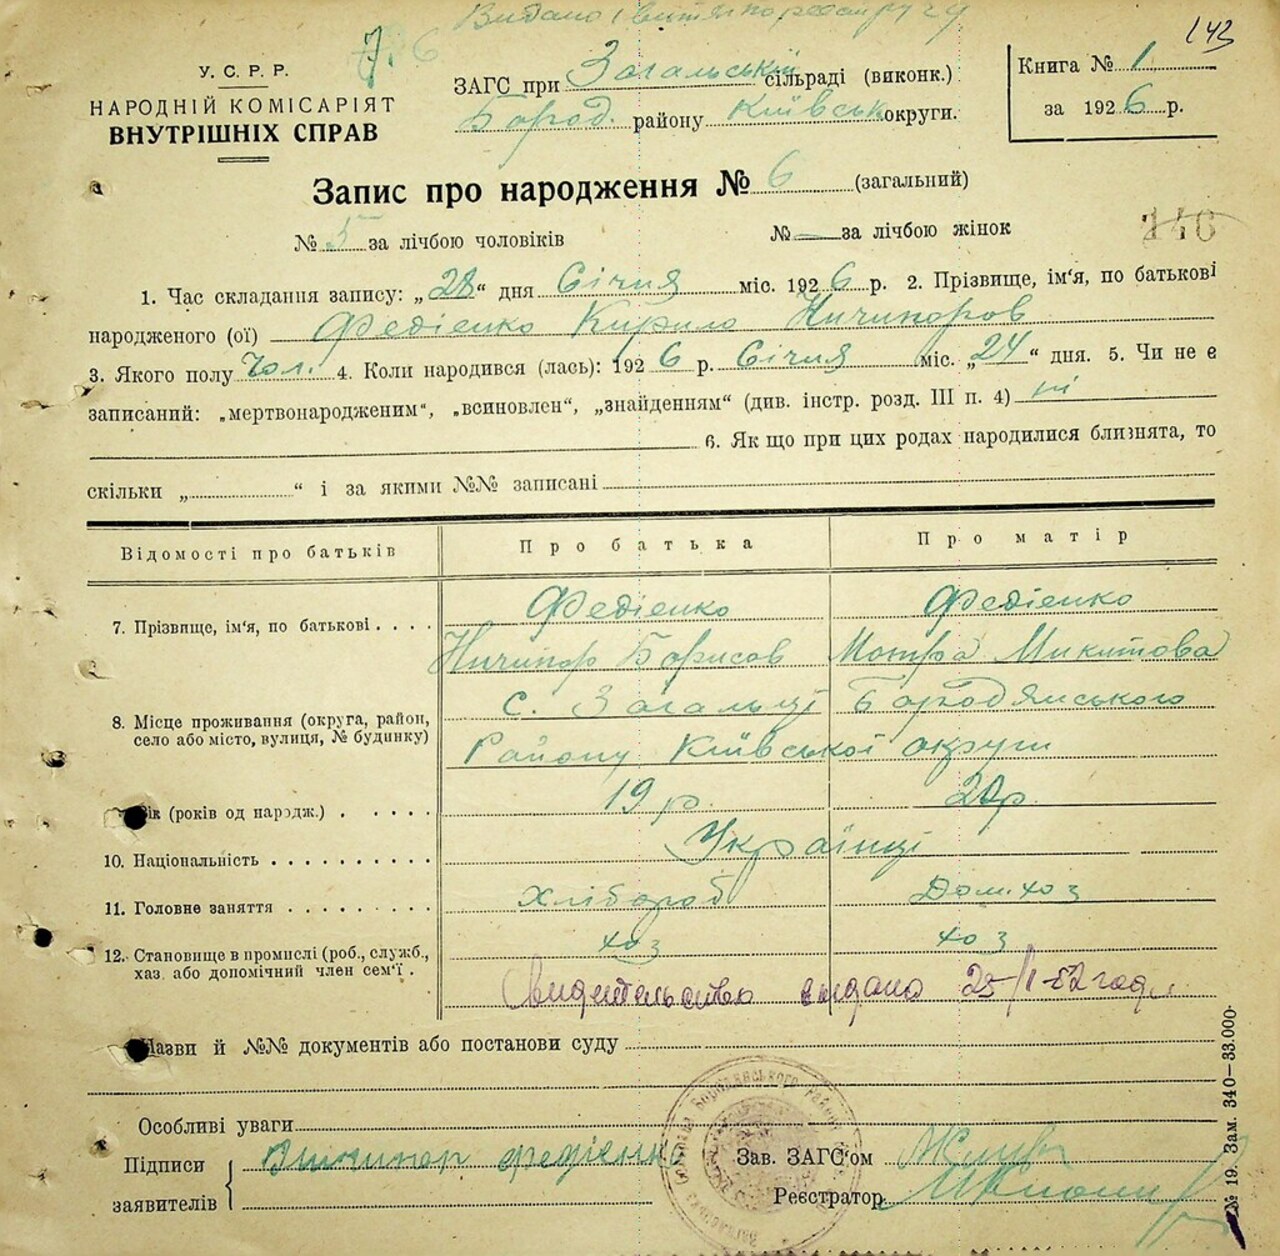 Видано
143
7. 6
У. С. Р. Р.
НАРОДНІЙ КОМІСАРІЯТ
ВНУТРІШНІХ СПРАВ
ЗАГС при Загальській сільраді (виконк.)
Бород. району Київськ округи.
Книга № 1
за 1926 р.
Запис про народження № 6 (загальний)
№ 5 за лічбою чоловіків № — за лічбою жінок
146
1. Час складання запису: „28“ дня Січня міс. 1926 р. 2. Прізвище, ім'я, по батькові
народженого (ої) Федієнко Кирило Ничипоров
3. Якого полу Чол. 4. Коли народився (лась): 1926 р. Січня міс. „24“ дня. 5. Чи не є
записаний: „мертвонародженим“, „всиновлен“, „знайденням“ (див. інстр. розд. III п. 4) ні
6. Як що при цих родах народилися близнята, то
скільки „ “ і за якими №№ записані
Відомості про батьків Про батька Про матір
7. Прізвище, ім'я, по батькові . . . . Федієнко Федієнко
Ничипор Борисов Мотря Микитова
8. Місце проживання (округа, район, село або місто, вулиця, № будинку) с. Загальці Бородянського
Району Київської округи
Вік (років од народж.) . . . . . 19 р. 20 р.
10. Національність . . . . . . . . . . Українці
11. Головне заняття . . . . . . . . . Хлібороб Дом. хоз
12. Становище в промислі (роб., служб., хаз. або допомічний член сем'ї . хоз хоз
Свидетельство выдано 25/I-52 года
Назви й №№ документів або постанови суду
Особливі уваги
Підписи
заявителів
Ничипор Федієнко
Зав. ЗАГС'ом
Реєстратор
№ 19. Зам. 340—33.000.